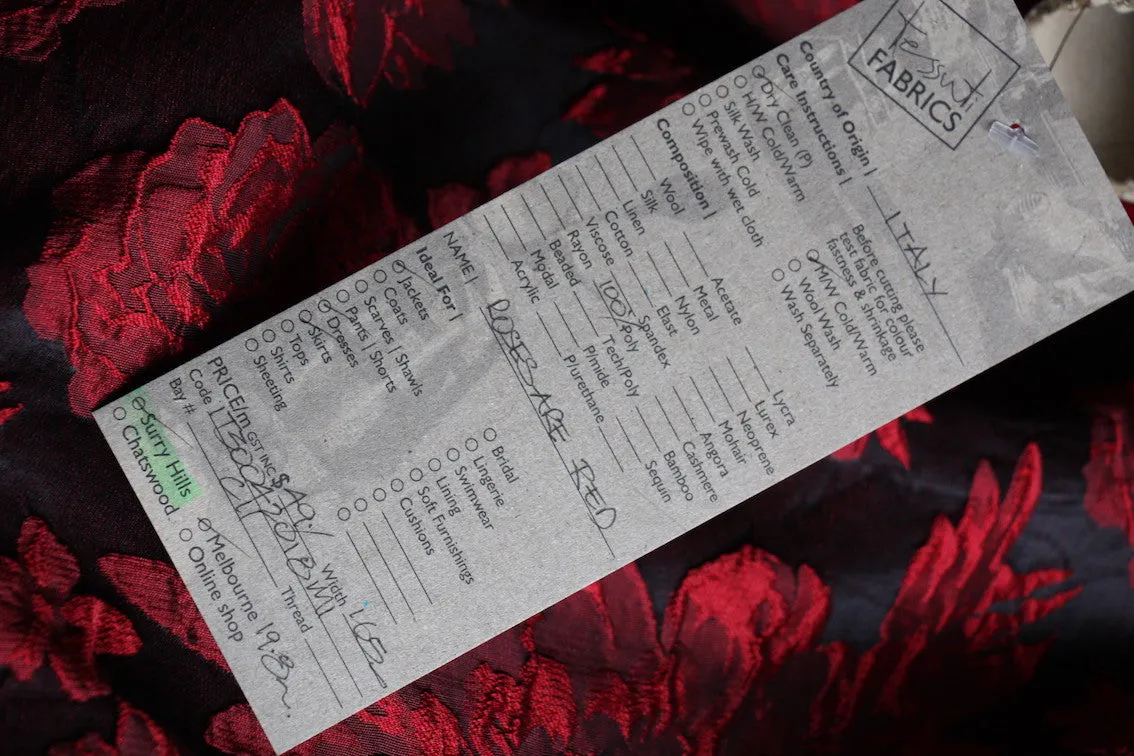 Tessuti
FABRICS
Country of Origin | ITALY
Care Instructions |
Before cutting please
test fabric for colour
fastness & shrinkage
Dry Clean (P)
H/W Cold/Warm
Silk Wash
Prewash Cold
Wipe with wet cloth
M/W Cold/Warm
Wool Wash
Wash Separately
Composition |
Wool
Silk
Linen
Cotton
Viscose
Rayon
Beaded
Modal
Acrylic
Acetate
Metal
Nylon
Elast
Spandex
100% Poly
Tech/Poly
P/mide
P/urethane
Lycra
Lurex
Neoprene
Mohair
Angora
Cashmere
Bamboo
Sequin
NAME | ROSES ARE RED
Ideal For |
Jackets
Coats
Scarves | Shawls
Pants | Shorts
Dresses
Skirts
Tops
Shirts
Sheeting
Bridal
Lingerie
Swimwear
Lining
Soft Furnishings
Cushions
PRICE/m GST INC $ Width
Code
Bay # Thread
Surry Hills
Chatswood
Melbourne 19.8m.
Online shop